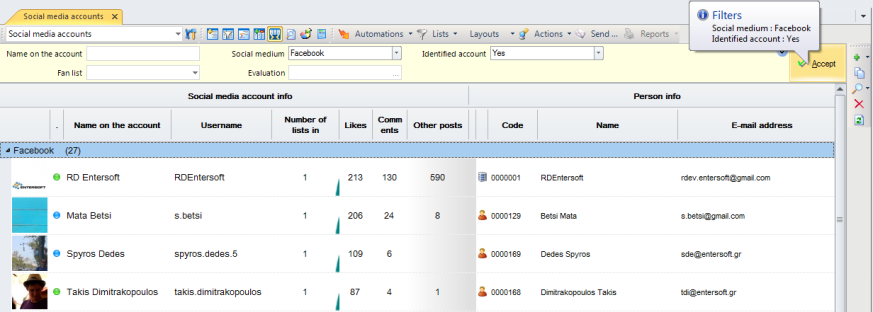 Social media accounts
Filters
Social medium : Facebook
Identified account : Yes
Social media accounts Automations Lists Layouts Actions Send ... Reports
Name on the account Social medium Facebook Identified account Yes Accept
Fan list Evaluation ...
Social media account info Person info
. Name on the account Username Number of lists in Likes Comm ents Other posts Code Name E-mail address
Facebook (27)
ENTERSOFT RD Entersoft RDEntersoft 1 213 130 590 0000001 RDEntersoft rdev.entersoft@gmail.com
Mata Betsi s.betsi 1 206 24 8 0000129 Betsi Mata s.betsi@gmail.com
Spyros Dedes spyros.dedes.5 1 109 6 0000169 Dedes Spyros sde@entersoft.gr
Takis Dimitrakopoulos takis.dimitrakopoulos 1 87 4 1 0000168 Dimitrakopoulos Takis tdi@entersoft.gr